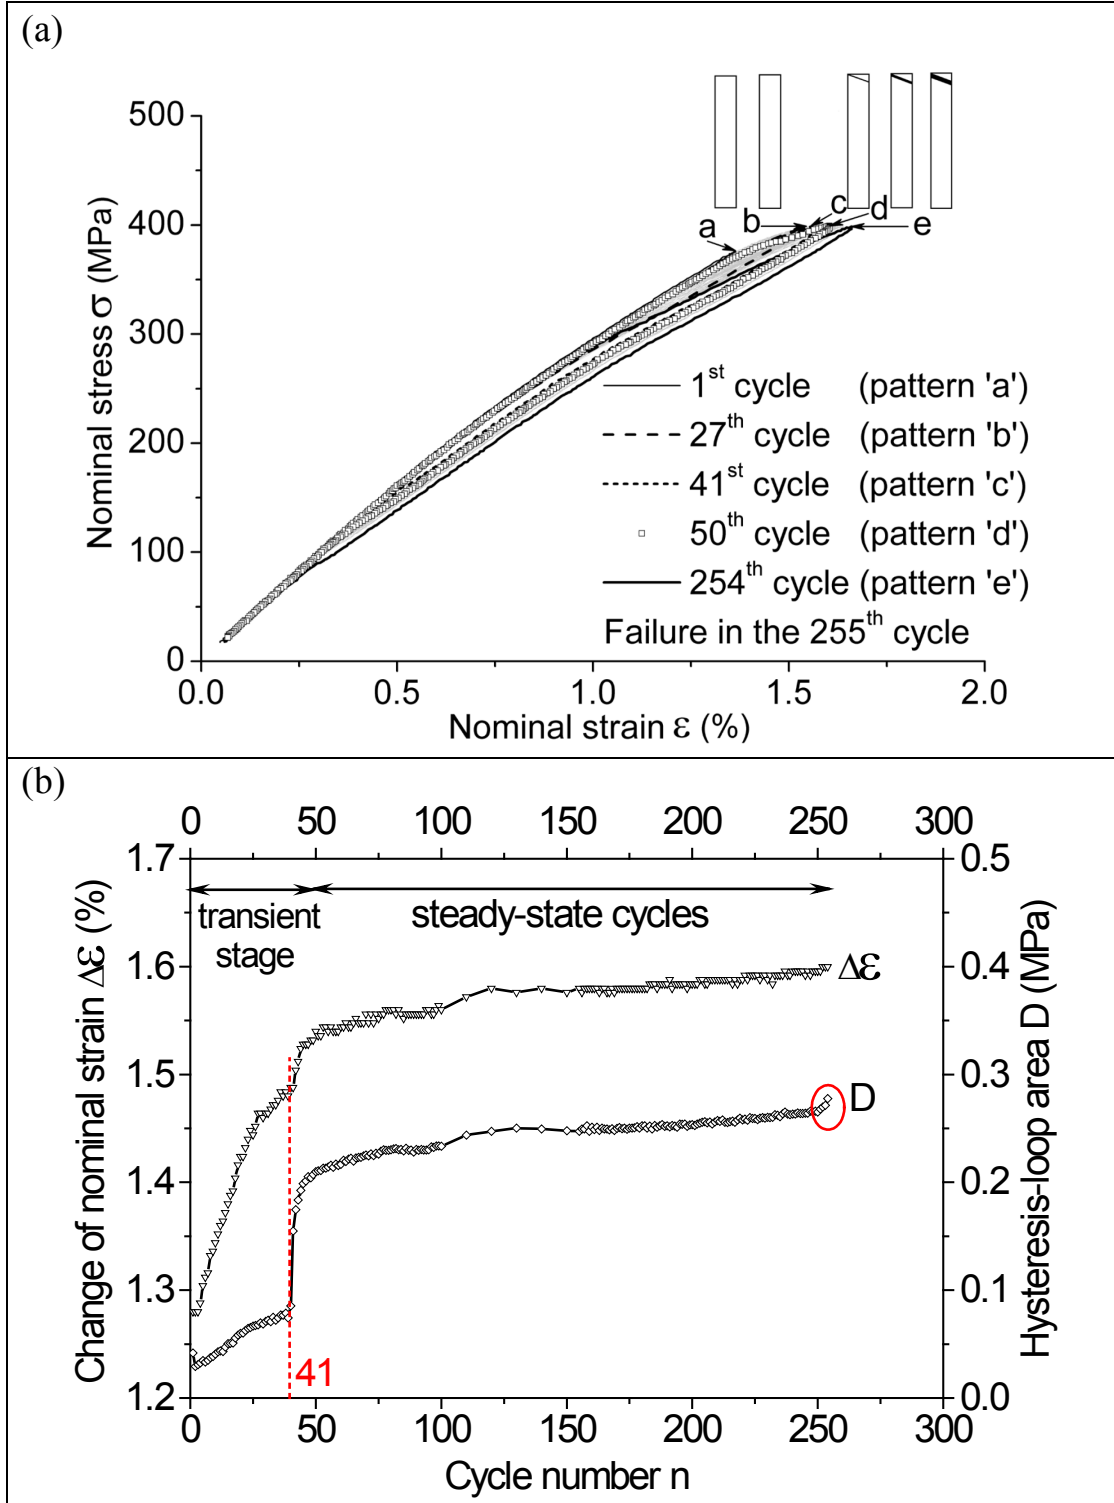 (a)
500
400
300
200
100
0
Nominal stress σ (MPa)
a
b
c
d
e
1st cycle (pattern 'a')
27th cycle (pattern 'b')
41st cycle (pattern 'c')
50th cycle (pattern 'd')
254th cycle (pattern 'e')
Failure in the 255th cycle
0.0 0.5 1.0 1.5 2.0
Nominal strain ε (%)
(b)
0 50 100 150 200 250 300
1.7
1.6
1.5
1.4
1.3
1.2
Change of nominal strain Δε (%)
transient
stage
steady-state cycles
Δε
D
41
0.5
0.4
0.3
0.2
0.1
0.0
Hysteresis-loop area D (MPa)
0 50 100 150 200 250 300
Cycle number n